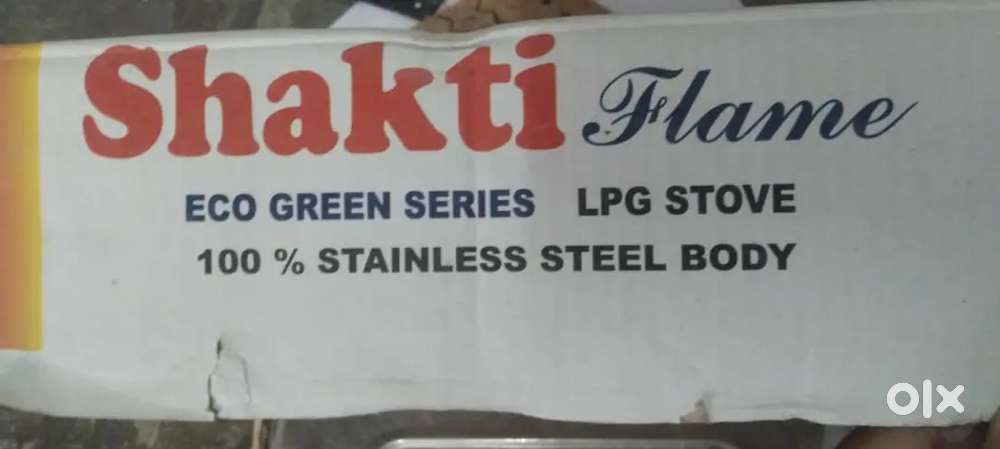 Shakti Flame
ECO GREEN SERIES LPG STOVE
100 % STAINLESS STEEL BODY
olx